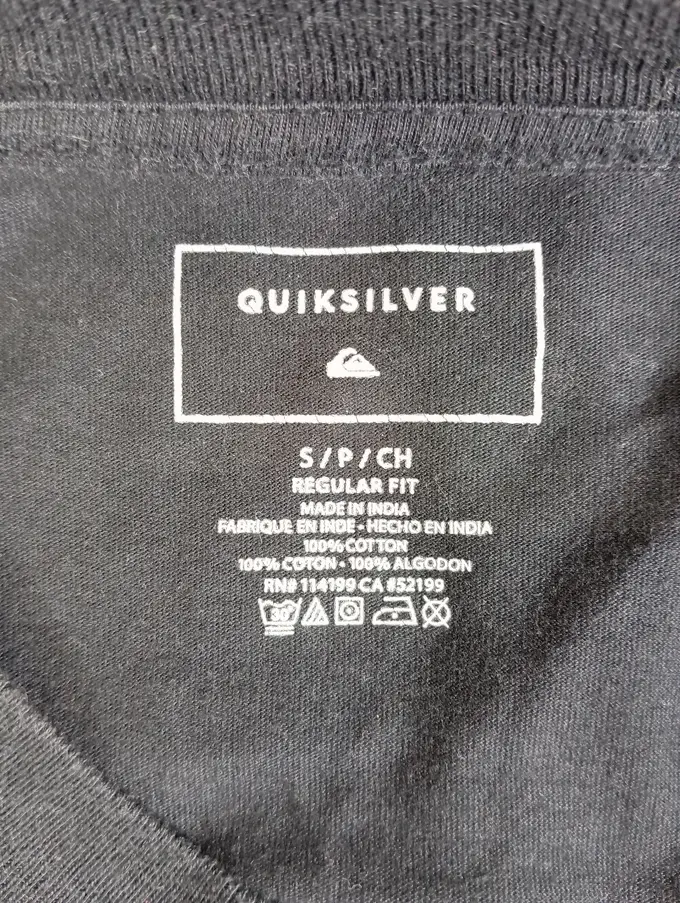 QUIKSILVER
S / P / CH
REGULAR FIT
MADE IN INDIA
FABRIQUE EN INDE • HECHO EN INDIA
100% COTTON
100% COTON • 100% ALGODON
RN# 114199 CA #52199
30°